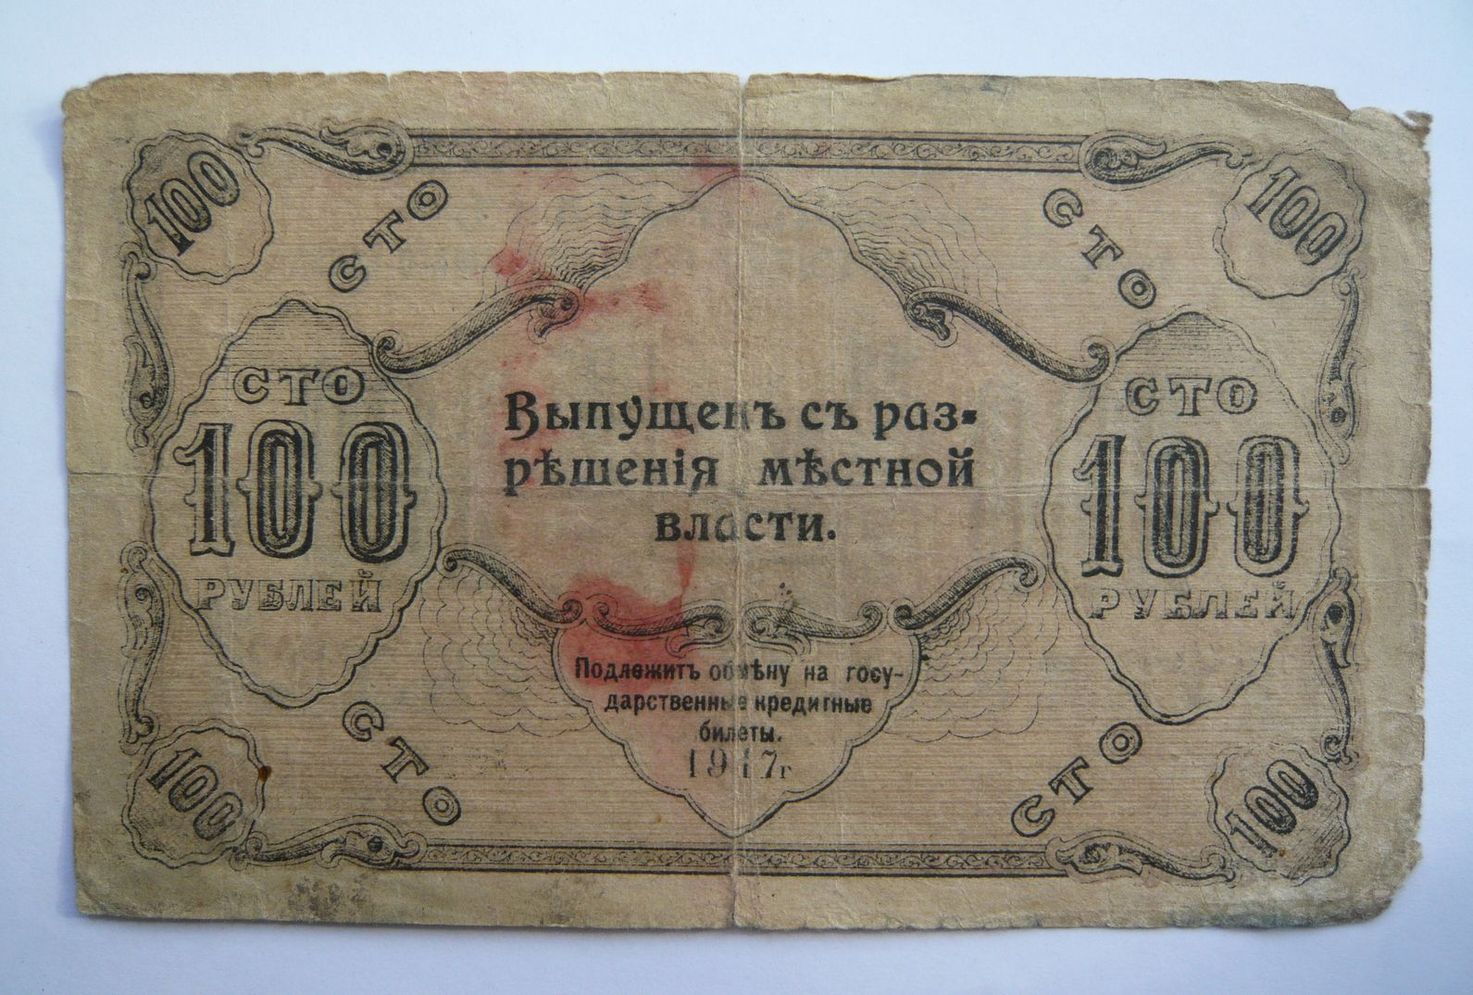 100
СТО
СТО
100
СТО
100
РУБЛЕЙ
Выпущенъ съ раз-
рѣшенія мѣстной
власти.
СТО
100
РУБЛЕЙ
Подлежитъ обмѣну на госу-
дарственные кредитные
билеты.
1917г
100
СТО
СТО
100